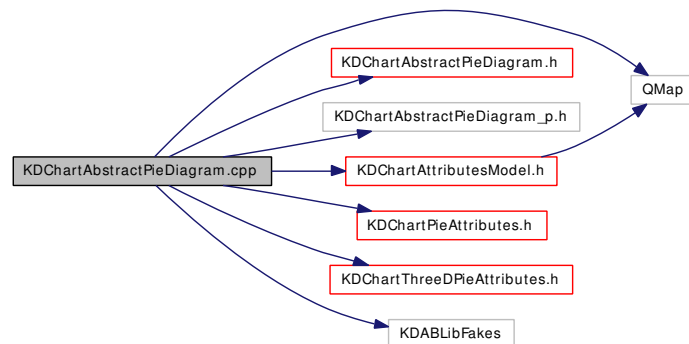 KDChartAbstractPieDiagram.h
QMap
KDChartAbstractPieDiagram_p.h
KDChartAbstractPieDiagram.cpp
KDChartAttributesModel.h
KDChartPieAttributes.h
KDChartThreeDPieAttributes.h
KDABLibFakes